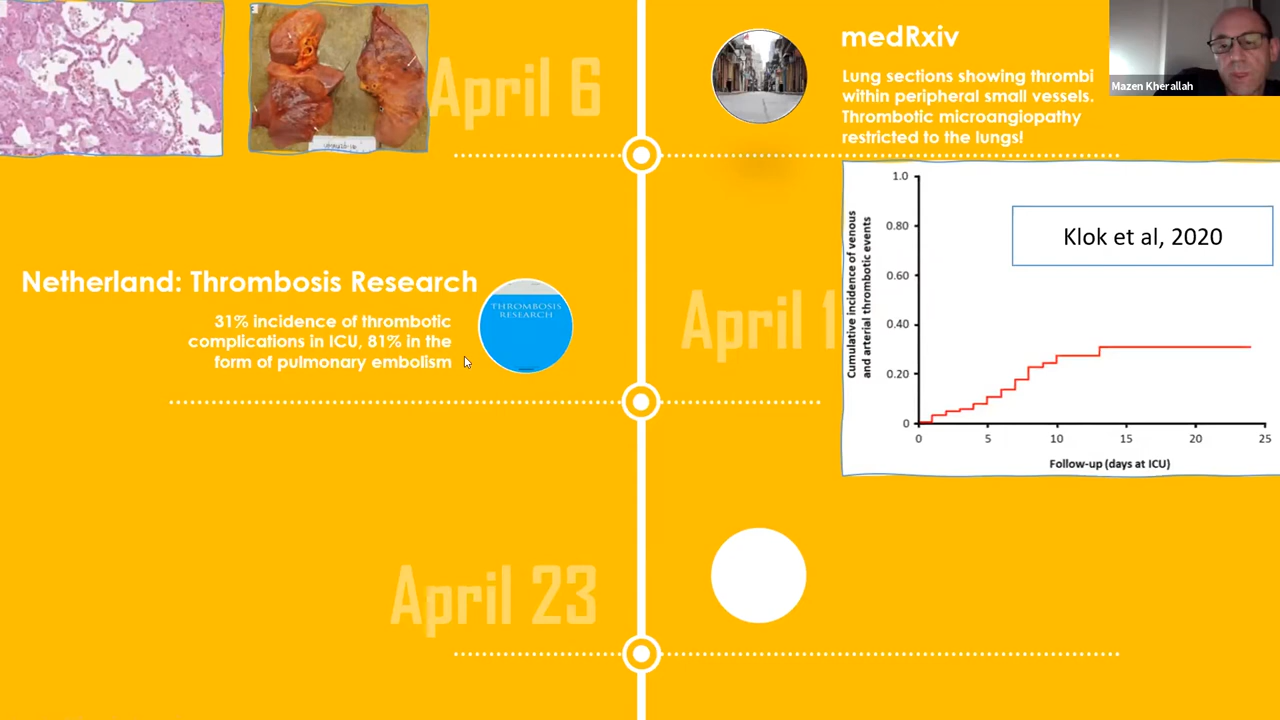 April 6
medRxiv
Lung sections showing thrombi
within peripheral small vessels.
Thrombotic microangiopathy
restricted to the lungs!
Mazen Kherallah
Netherland: Thrombosis Research
31% incidence of thrombotic
complications in ICU, 81% in the
form of pulmonary embolism
THROMBOSIS
RESEARCH
April 1
Klok et al, 2020
Cumulative incidence of venous
and arterial thrombotic events
1.0
0.80
0.60
0.40
0.20
0
0 5 10 15 20 25
Follow-up (days at ICU)
April 23